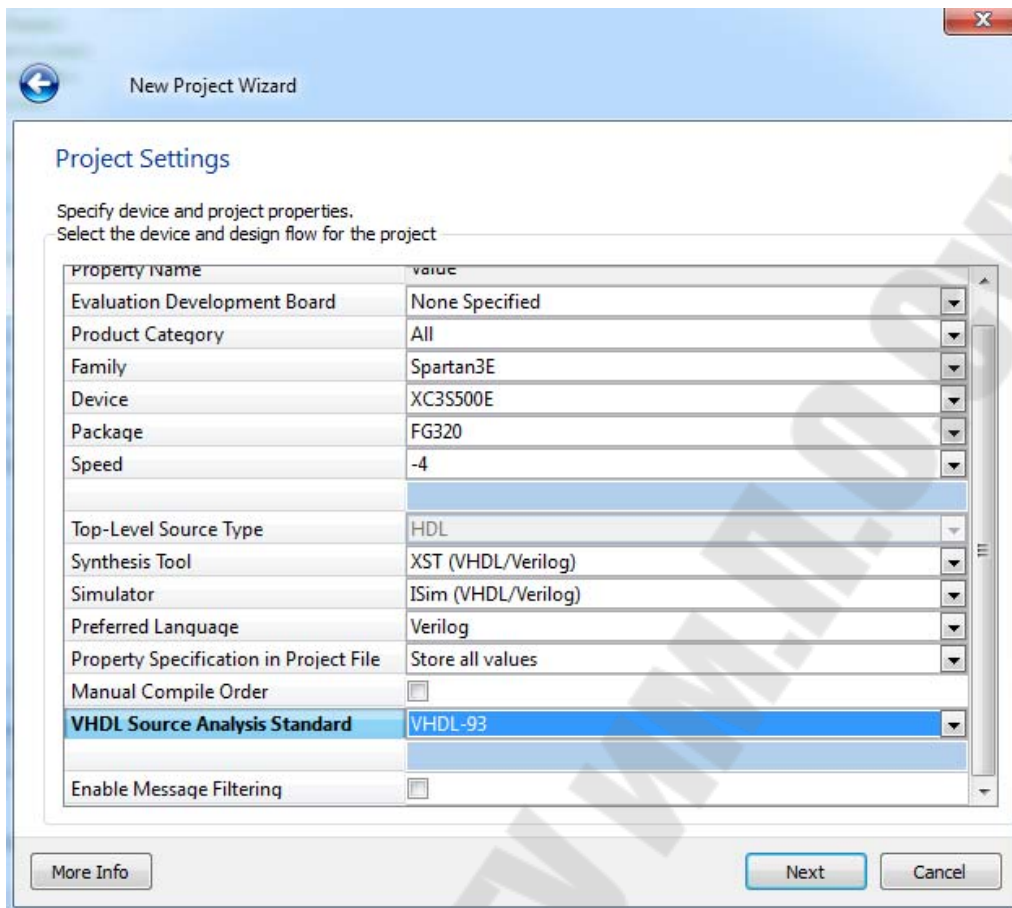 New Project Wizard
Project Settings
Specify device and project properties.
Select the device and design flow for the project
Property Name Value
Evaluation Development Board None Specified
Product Category All
Family Spartan3E
Device XC3S500E
Package FG320
Speed -4
Top-Level Source Type HDL
Synthesis Tool XST (VHDL/Verilog)
Simulator ISim (VHDL/Verilog)
Preferred Language Verilog
Property Specification in Project File Store all values
Manual Compile Order
VHDL Source Analysis Standard VHDL-93
Enable Message Filtering
More Info Next Cancel